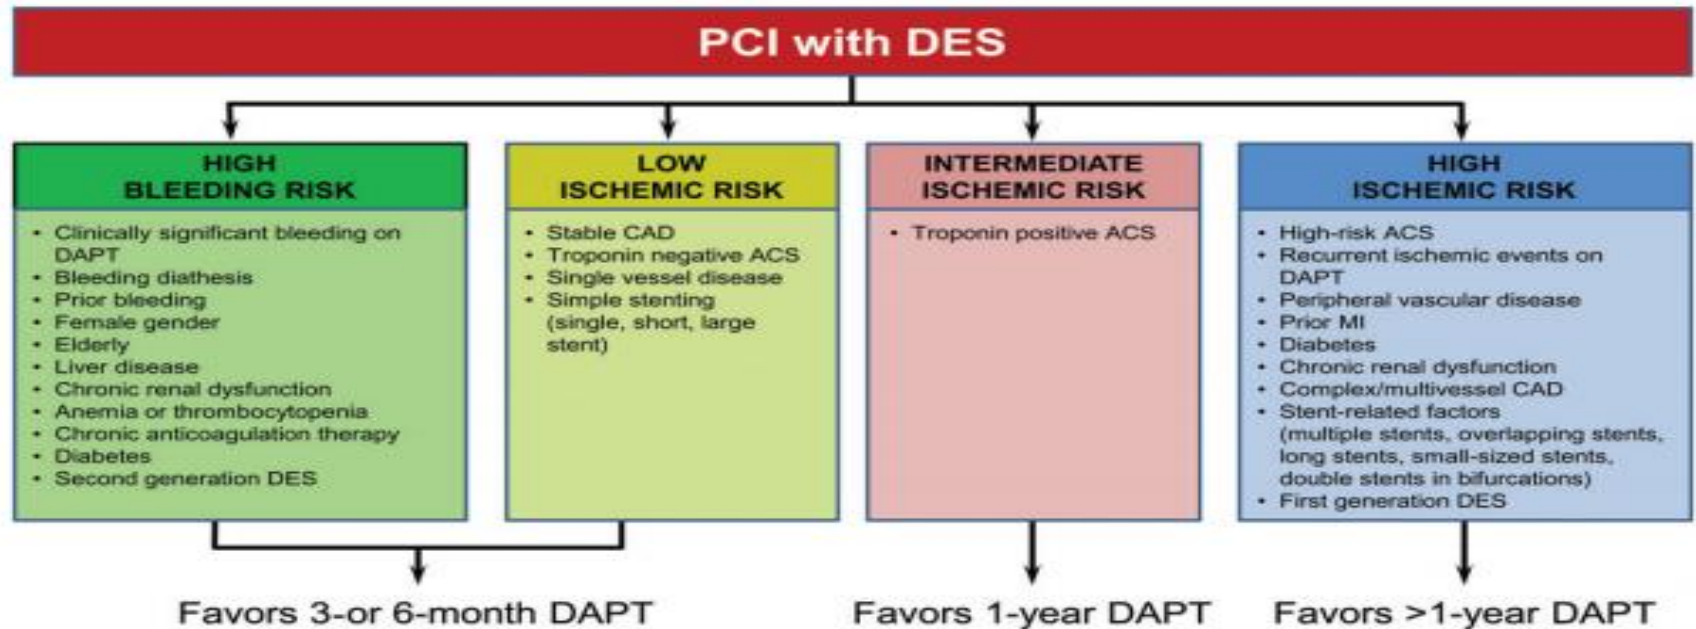 PCI with DES
HIGH
BLEEDING RISK
• Clinically significant bleeding on
DAPT
• Bleeding diathesis
• Prior bleeding
• Female gender
• Elderly
• Liver disease
• Chronic renal dysfunction
• Anemia or thrombocytopenia
• Chronic anticoagulation therapy
• Diabetes
• Second generation DES
LOW
ISCHEMIC RISK
• Stable CAD
• Troponin negative ACS
• Single vessel disease
• Simple stenting
(single, short, large
stent)
INTERMEDIATE
ISCHEMIC RISK
• Troponin positive ACS
HIGH
ISCHEMIC RISK
• High-risk ACS
• Recurrent ischemic events on
DAPT
• Peripheral vascular disease
• Prior MI
• Diabetes
• Chronic renal dysfunction
• Complex/multivessel CAD
• Stent-related factors
(multiple stents, overlapping stents,
long stents, small-sized stents,
double stents in bifurcations)
• First generation DES
Favors 3-or 6-month DAPT
Favors 1-year DAPT
Favors >1-year DAPT